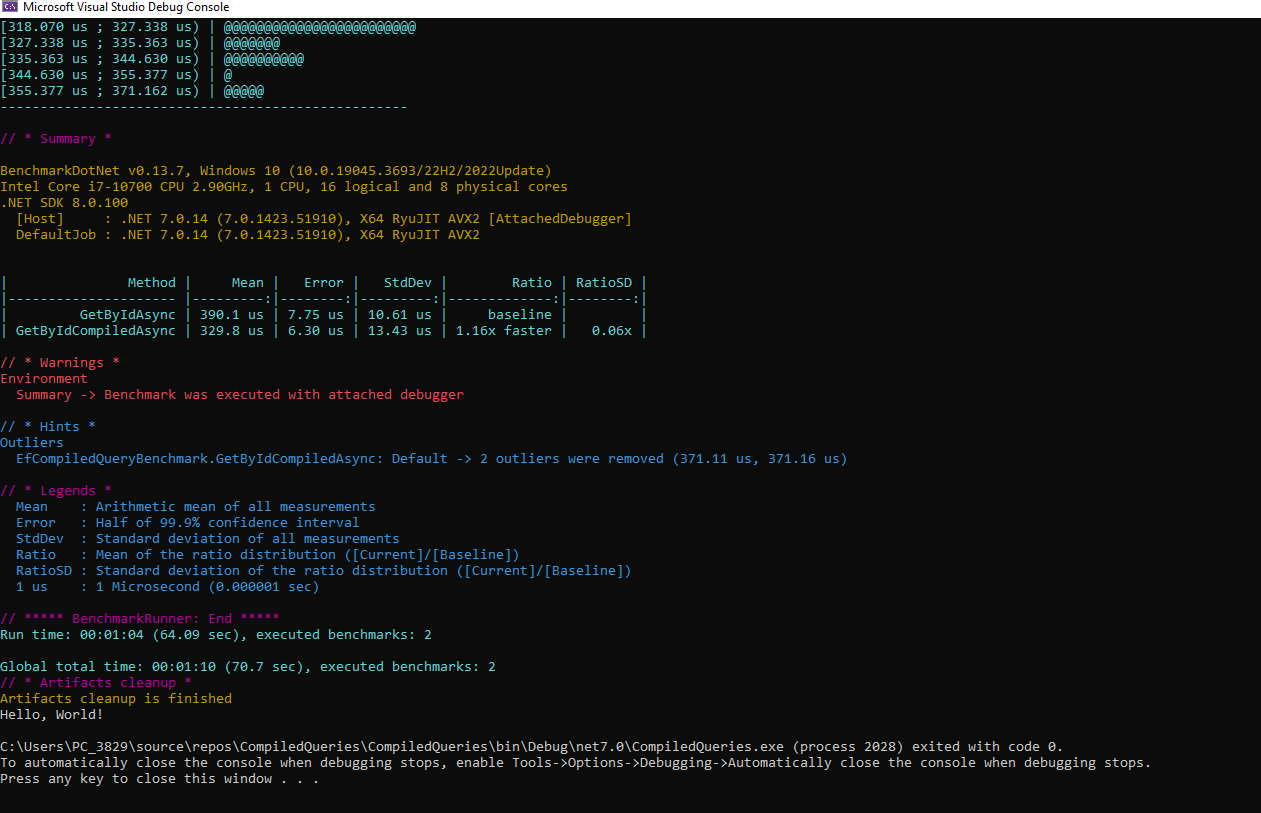 Microsoft Visual Studio Debug Console
[318.070 us ; 327.338 us) | @@@@@@@@@@@@@@@@@@@@@@@@
[327.338 us ; 335.363 us) | @@@@@@@
[335.363 us ; 344.630 us) | @@@@@@@@@@
[344.630 us ; 355.377 us) | @
[355.377 us ; 371.162 us) | @@@@@
---------------------------------------------------
// * Summary *
BenchmarkDotNet v0.13.7, Windows 10 (10.0.19045.3693/22H2/2022Update)
Intel Core i7-10700 CPU 2.90GHz, 1 CPU, 16 logical and 8 physical cores
.NET SDK 8.0.100
  [Host]     : .NET 7.0.14 (7.0.1423.51910), X64 RyuJIT AVX2 [AttachedDebugger]
  DefaultJob : .NET 7.0.14 (7.0.1423.51910), X64 RyuJIT AVX2
|               Method |     Mean |   Error |   StdDev |        Ratio | RatioSD |
|--------------------- |---------:|--------:|---------:|-------------:|--------:|
|         GetByIdAsync | 390.1 us | 7.75 us | 10.61 us |     baseline |         |
| GetByIdCompiledAsync | 329.8 us | 6.30 us | 13.43 us | 1.16x faster |   0.06x |
// * Warnings *
Environment
  Summary -> Benchmark was executed with attached debugger
// * Hints *
Outliers
  EfCompiledQueryBenchmark.GetByIdCompiledAsync: Default -> 2 outliers were removed (371.11 us, 371.16 us)
// * Legends *
  Mean    : Arithmetic mean of all measurements
  Error   : Half of 99.9% confidence interval
  StdDev  : Standard deviation of all measurements
  Ratio   : Mean of the ratio distribution ([Current]/[Baseline])
  RatioSD : Standard deviation of the ratio distribution ([Current]/[Baseline])
  1 us    : 1 Microsecond (0.000001 sec)
// ***** BenchmarkRunner: End *****
Run time: 00:01:04 (64.09 sec), executed benchmarks: 2
Global total time: 00:01:10 (70.7 sec), executed benchmarks: 2
// * Artifacts cleanup *
Artifacts cleanup is finished
Hello, World!
C:\Users\PC_3829\source\repos\CompiledQueries\CompiledQueries\bin\Debug\net7.0\CompiledQueries.exe (process 2028) exited with code 0.
To automatically close the console when debugging stops, enable Tools->Options->Debugging->Automatically close the console when debugging stops.
Press any key to close this window . . .